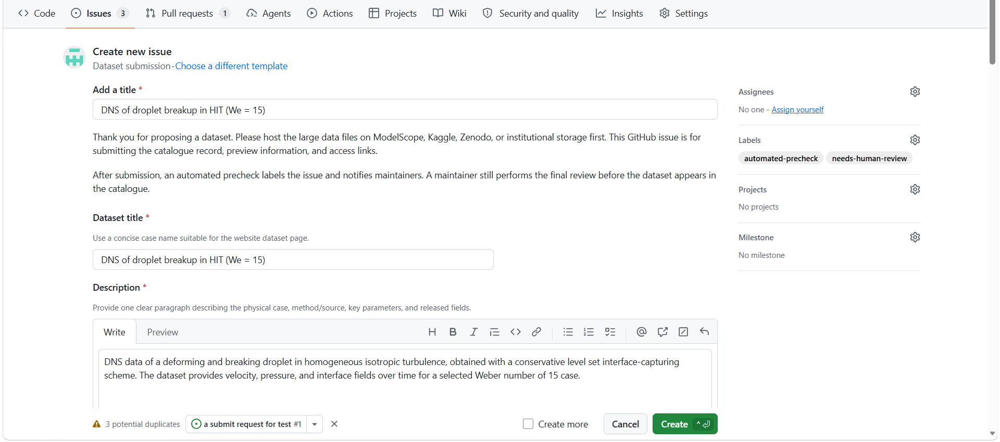 Code Issues 3 Pull requests 1 Agents Actions Projects Wiki Security and quality Insights Settings
Create new issue
Dataset submission · Choose a different template
Add a title *
DNS of droplet breakup in HIT (We = 15)
Thank you for proposing a dataset. Please host the large data files on ModelScope, Kaggle, Zenodo, or institutional storage first. This GitHub issue is for
submitting the catalogue record, preview information, and access links.
After submission, an automated precheck labels the issue and notifies maintainers. A maintainer still performs the final review before the dataset appears in
the catalogue.
Dataset title *
Use a concise case name suitable for the website dataset page.
DNS of droplet breakup in HIT (We = 15)
Description *
Provide one clear paragraph describing the physical case, method/source, key parameters, and released fields.
Write Preview
DNS data of a deforming and breaking droplet in homogeneous isotropic turbulence, obtained with a conservative level set interface-capturing
scheme. The dataset provides velocity, pressure, and interface fields over time for a selected Weber number of 15 case.
3 potential duplicates a submit request for test #1 Create more Cancel Create
Assignees
No one - Assign yourself
Labels
automated-precheck needs-human-review
Projects
No projects
Milestone
No milestone